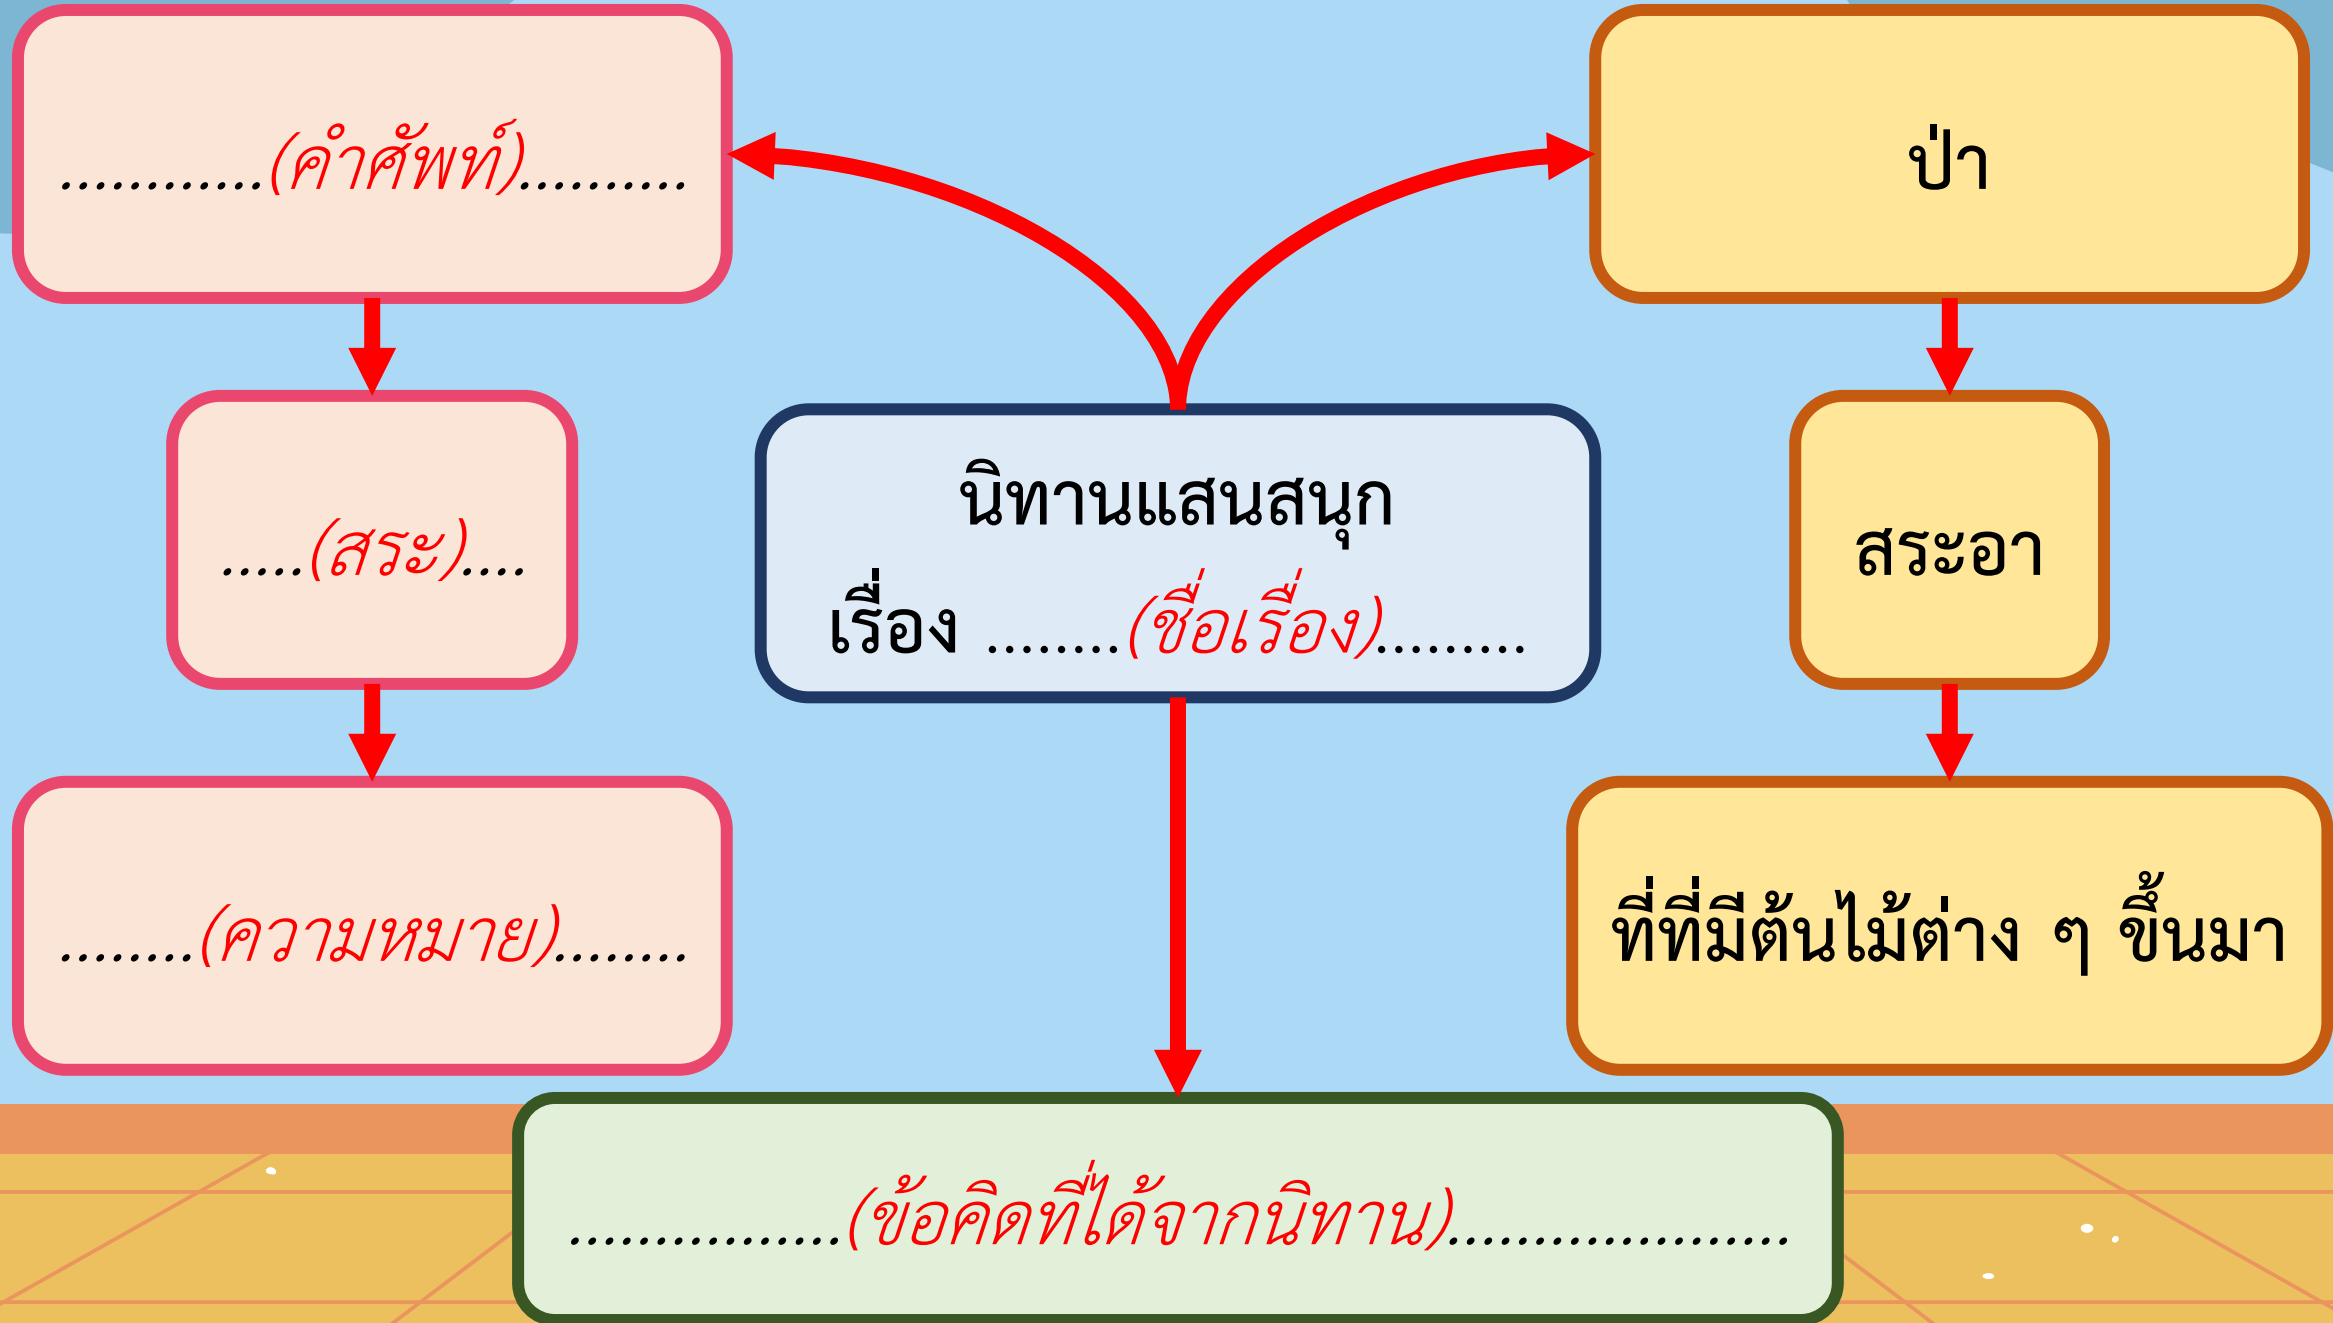 ............(คำศัพท์)..........
ป่า
.....(สระ)....
นิทานแสนสนุก
เรื่อง ........(ชื่อเรื่อง).........
สระอา
........(ความหมาย)........
ที่ที่มีต้นไม้ต่าง ๆ ขึ้นมา
................(ข้อคิดที่ได้จากนิทาน)....................